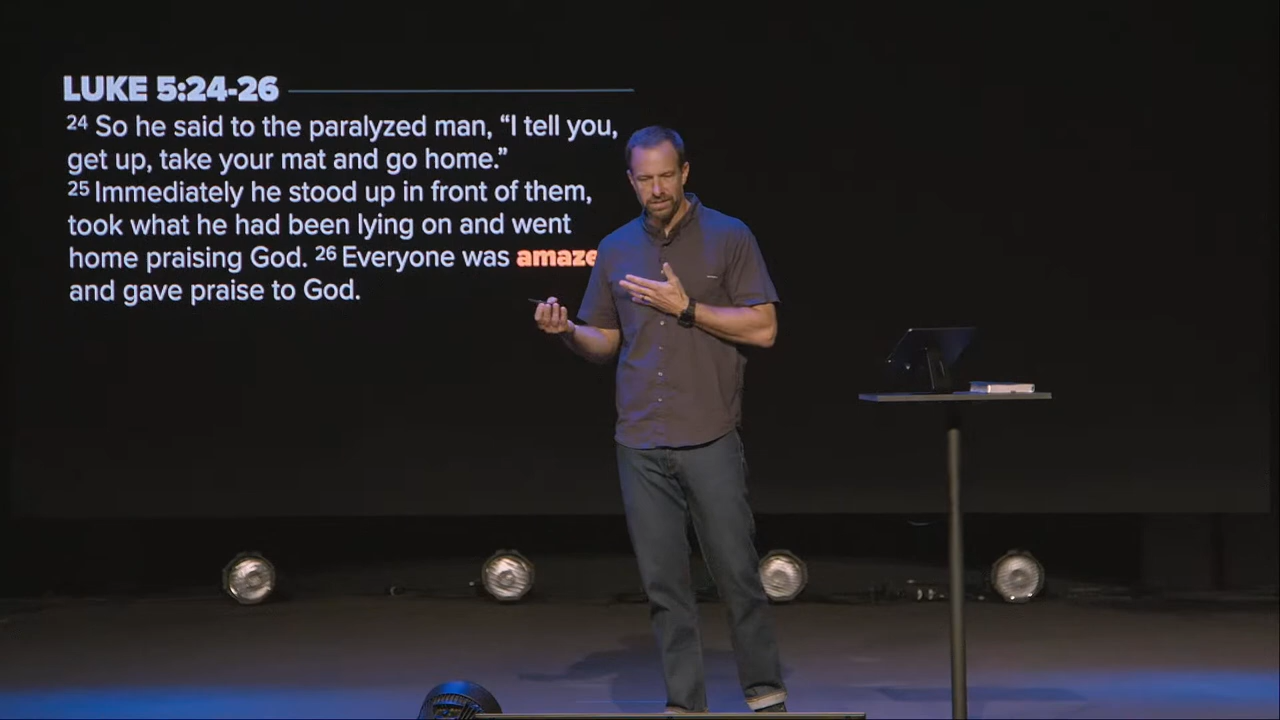 LUKE 5:24-26
24 So he said to the paralyzed man, “I tell you,
get up, take your mat and go home.”
25 Immediately he stood up in front of them,
took what he had been lying on and went
home praising God. 26 Everyone was amaze
and gave praise to God.